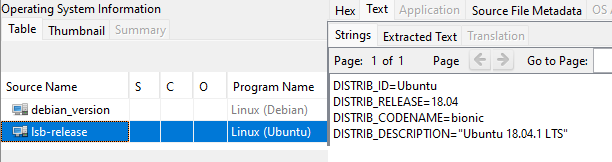 Operating System Information
Table Thumbnail Summary
Source Name S C O Program Name
debian_version Linux (Debian)
lsb-release Linux (Ubuntu)
Hex Text Application Source File Metadata OS A
Strings Extracted Text Translation
Page: 1 of 1 Page Go to Page:
DISTRIB_ID=Ubuntu
DISTRIB_RELEASE=18.04
DISTRIB_CODENAME=bionic
DISTRIB_DESCRIPTION="Ubuntu 18.04.1 LTS"